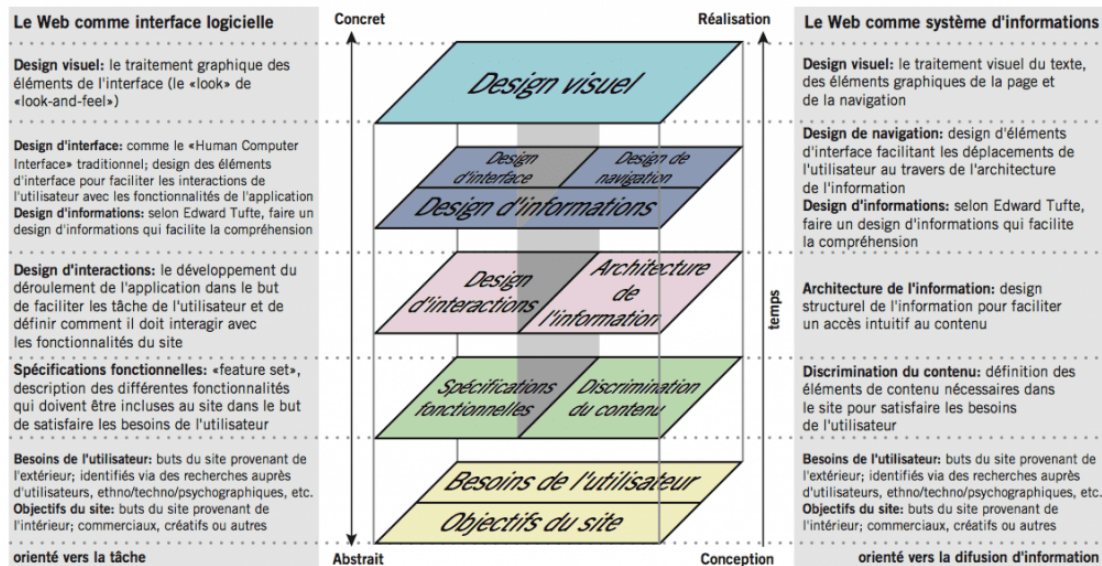 Le Web comme interface logicielle
Design visuel: le traitement graphique des
éléments de l'interface (le «look» de
«look-and-feel»)
Design d'interface: comme le «Human Computer
Interface» traditionnel; design des éléments
d'interface pour faciliter les interactions de
l'utilisateur avec les fonctionnalités de l'application
Design d'informations: selon Edward Tufte, faire un
design d'informations qui facilite la compréhension
Design d'interactions: le développement du
déroulement de l'application dans le but
de faciliter les tâche de l'utilisateur et de
définir comment il doit interagir avec
les fonctionnalités du site
Spécifications fonctionnelles: «feature set»,
description des différentes fonctionnalités
qui doivent être incluses au site dans le but
de satisfaire les besoins de l'utilisateur
Besoins de l'utilisateur: buts du site provenant de
l'extérieur; identifiés via des recherches auprès
d'utilisateurs, ethno/techno/psychographiques, etc.
Objectifs du site: buts du site provenant de
l'intérieur; commerciaux, créatifs ou autres
orienté vers la tâche
Concret
Réalisation
Design visuel
Design
d'interface
Design de
navigation
Design d'informations
Design
d'interactions
Architecture
de
l'information
Spécifications
fonctionnelles
Discrimination
du contenu
Besoins de l'utilisateur
Objectifs du site
temps
Abstrait
Conception
Le Web comme système d'informations
Design visuel: le traitement visuel du texte,
des éléments graphiques de la page et
de la navigation
Design de navigation: design d'éléments
d'interface facilitant les déplacements de
l'utilisateur au travers de l'architecture
de l'information
Design d'informations: selon Edward Tufte,
faire un design d'informations qui facilite
la compréhension
Architecture de l'information: design
structurel de l'information pour faciliter
un accès intuitif au contenu
Discrimination du contenu: définition des
éléments de contenu nécessaires dans
le site pour satisfaire les besoins
de l'utilisateur
Besoins de l'utilisateur: buts du site provenant de
l'extérieur; identifiés via des recherches auprès
d'utilisateurs, ethno/techno/psychographiques, etc.
Objectifs du site: buts du site provenant de
l'intérieur; commerciaux, créatifs ou autres
orienté vers la difusion d'information